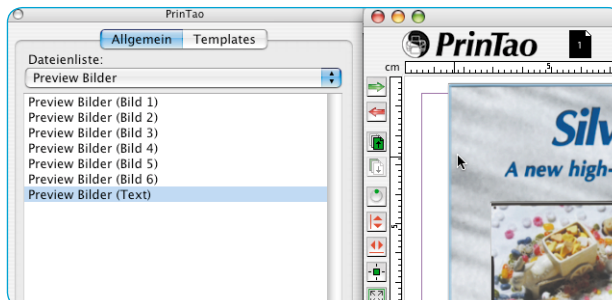 PrinTao
Allgemein Templates
Dateienliste:
Preview Bilder
Preview Bilder (Bild 1)
Preview Bilder (Bild 2)
Preview Bilder (Bild 3)
Preview Bilder (Bild 4)
Preview Bilder (Bild 5)
Preview Bilder (Bild 6)
Preview Bilder (Text)
PrinTao
1
cm
5
5
Silv
A new high-